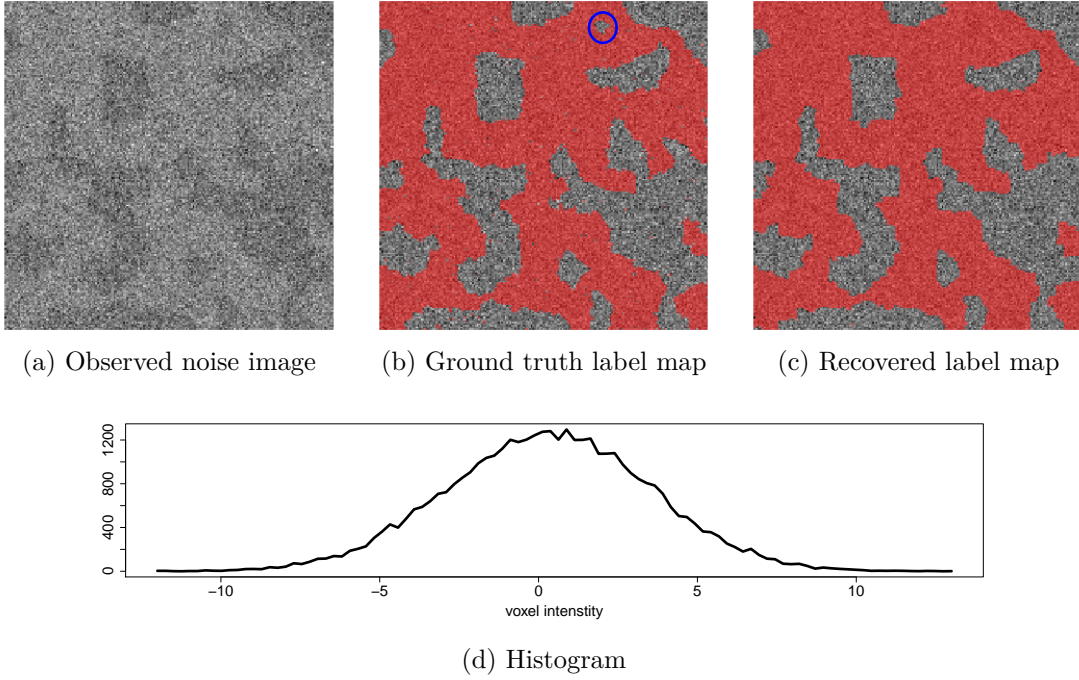 (a) Observed noise image
(b) Ground truth label map
(c) Recovered label map
1200
800
400
0
−10
−5
0
5
10
voxel intenstity
(d) Histogram